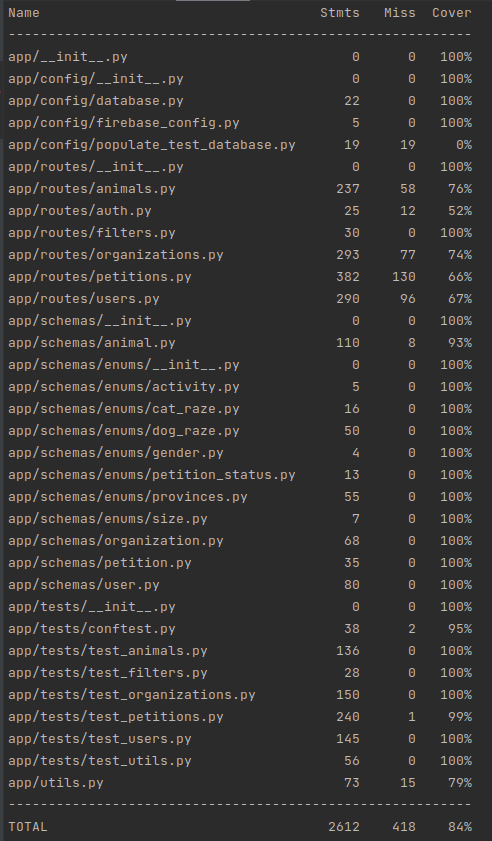 Name Stmts Miss Cover
----------------------------------------------------------
app/__init__.py 0 0 100%
app/config/__init__.py 0 0 100%
app/config/database.py 22 0 100%
app/config/firebase_config.py 5 0 100%
app/config/populate_test_database.py 19 19 0%
app/routes/__init__.py 0 0 100%
app/routes/animals.py 237 58 76%
app/routes/auth.py 25 12 52%
app/routes/filters.py 30 0 100%
app/routes/organizations.py 293 77 74%
app/routes/petitions.py 382 130 66%
app/routes/users.py 290 96 67%
app/schemas/__init__.py 0 0 100%
app/schemas/animal.py 110 8 93%
app/schemas/enums/__init__.py 0 0 100%
app/schemas/enums/activity.py 5 0 100%
app/schemas/enums/cat_raze.py 16 0 100%
app/schemas/enums/dog_raze.py 50 0 100%
app/schemas/enums/gender.py 4 0 100%
app/schemas/enums/petition_status.py 13 0 100%
app/schemas/enums/provinces.py 55 0 100%
app/schemas/enums/size.py 7 0 100%
app/schemas/organization.py 68 0 100%
app/schemas/petition.py 35 0 100%
app/schemas/user.py 80 0 100%
app/tests/__init__.py 0 0 100%
app/tests/conftest.py 38 2 95%
app/tests/test_animals.py 136 0 100%
app/tests/test_filters.py 28 0 100%
app/tests/test_organizations.py 150 0 100%
app/tests/test_petitions.py 240 1 99%
app/tests/test_users.py 145 0 100%
app/tests/test_utils.py 56 0 100%
app/utils.py 73 15 79%
----------------------------------------------------------
TOTAL 2612 418 84%